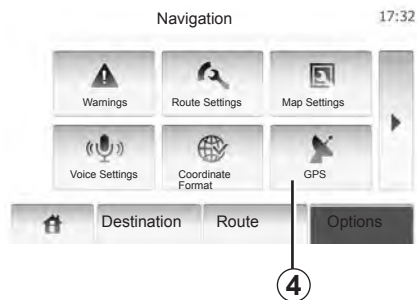 Navigation 17:32
Warnings Route Settings Map Settings
Voice Settings Coordinate GPS
Format
Destination Route Options
4